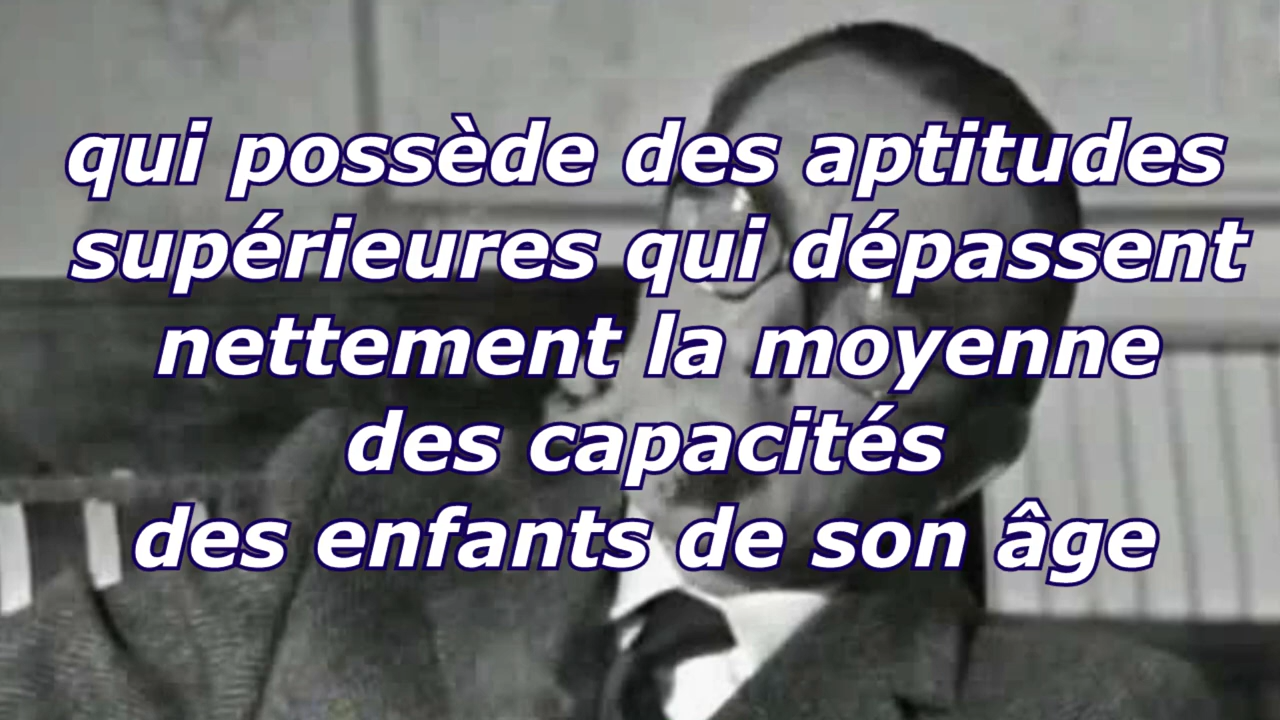 qui possède des aptitudes
supérieures qui dépassent
nettement la moyenne
des capacités
des enfants de son âge